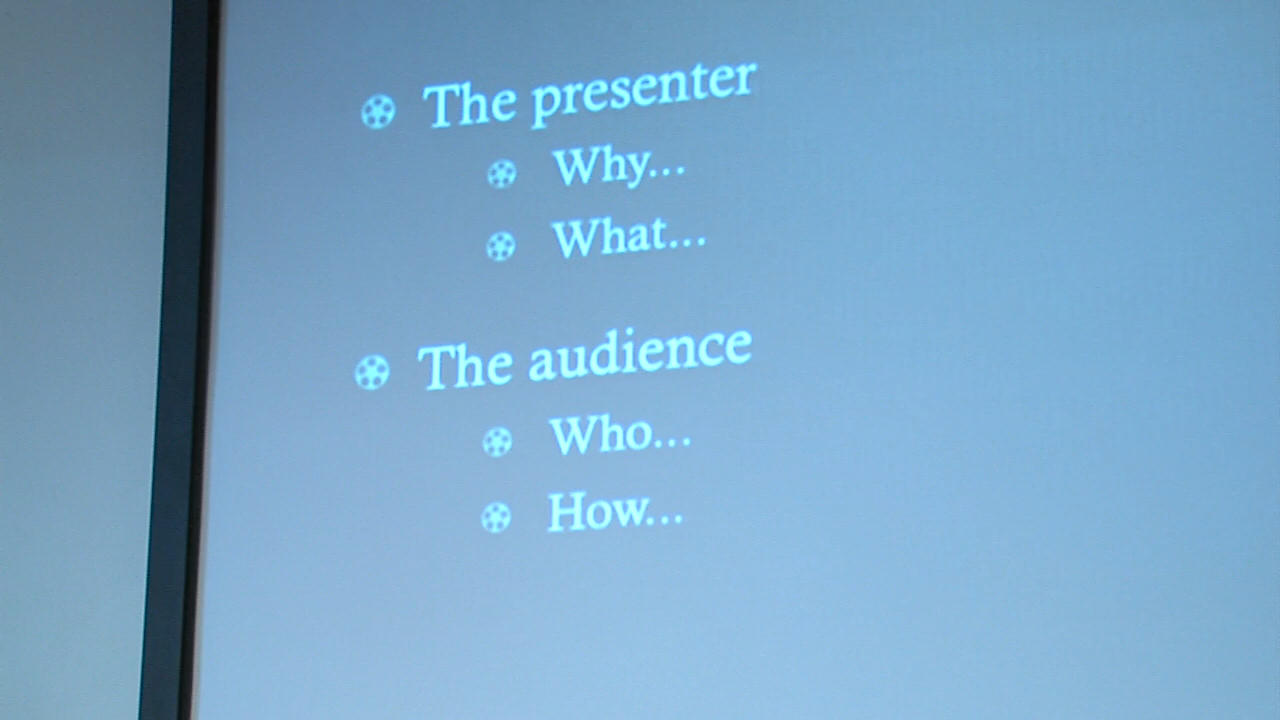 The presenter
Why...
What...
The audience
Who...
How...